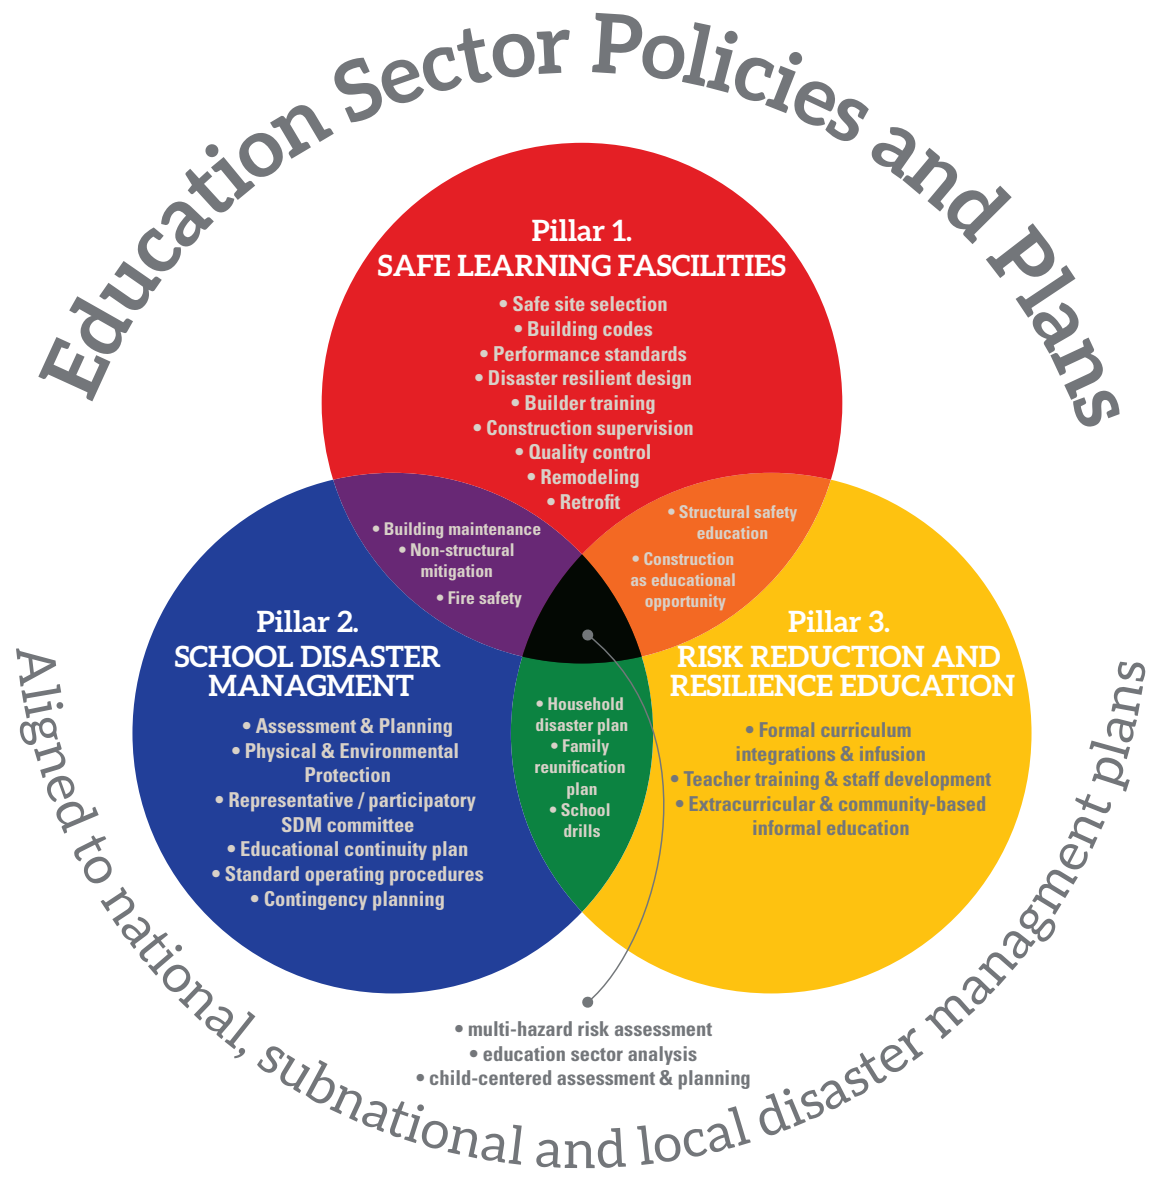 Education Sector Policies and Plans
Pillar 1.
SAFE LEARNING FASCILITIES
• Safe site selection
• Building codes
• Performance standards
• Disaster resilient design
• Builder training
• Construction supervision
• Quality control
• Remodeling
• Retrofit
• Building maintenance
• Non-structural
mitigation
• Fire safety
• Structural safety
education
• Construction
as educational
opportunity
Pillar 2.
SCHOOL DISASTER
MANAGMENT
• Assessment & Planning
• Physical & Environmental
Protection
• Representative / participatory
SDM committee
• Educational continuity plan
• Standard operating procedures
• Contingency planning
• Household
disaster plan
• Family
reunification
plan
• School
drills
Pillar 3.
RISK REDUCTION AND
RESILIENCE EDUCATION
• Formal curriculum
integrations & infusion
• Teacher training & staff development
• Extracurricular & community-based
informal education
• multi-hazard risk assessment
• education sector analysis
• child-centered assessment & planning
Aligned to national, subnational and local disaster managment plans